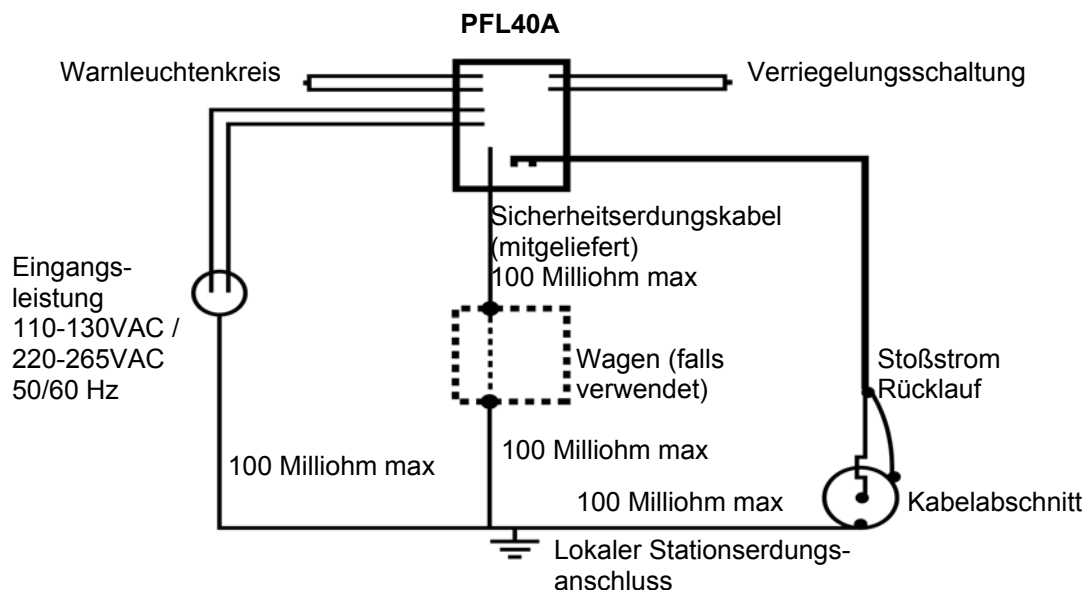 PFL40A
Warnleuchtenkreis
Verriegelungsschaltung
Sicherheitserdungskabel
(mitgeliefert)
100 Milliohm max
Eingangs-
leistung
110-130VAC /
220-265VAC
50/60 Hz
Wagen (falls
verwendet)
Stoßstrom
Rücklauf
100 Milliohm max
100 Milliohm max
100 Milliohm max
Kabelabschnitt
Lokaler Stationserdungs-
anschluss